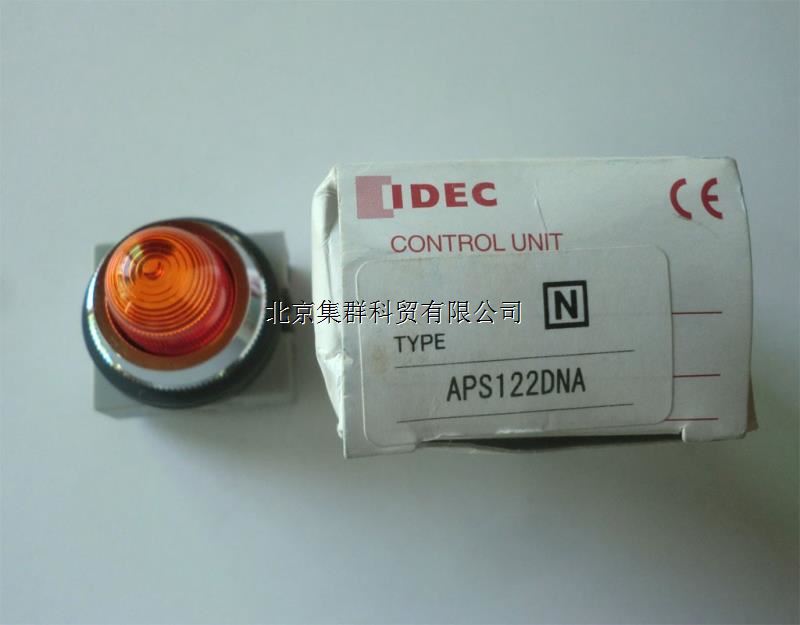 IDEC
CE
CONTROL UNIT
北京集群科贸有限公司
N
TYPE
APS122DNA